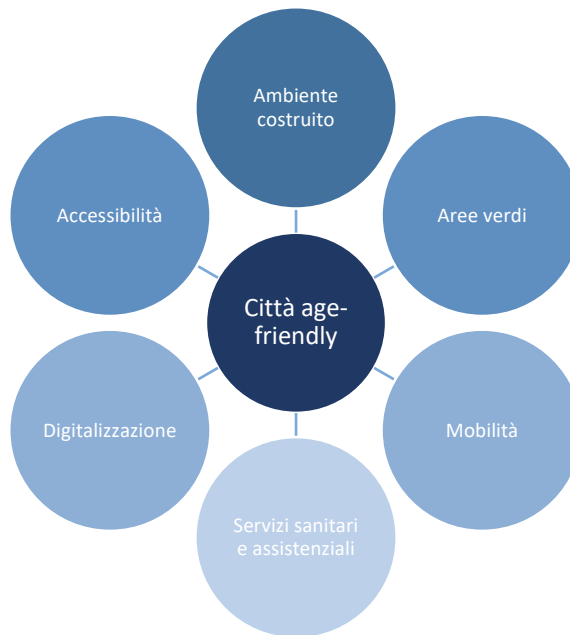 Ambiente
costruito
Accessibilità
Aree verdi
Città age-
friendly
Digitalizzazione
Mobilità
Servizi sanitari
e assistenziali